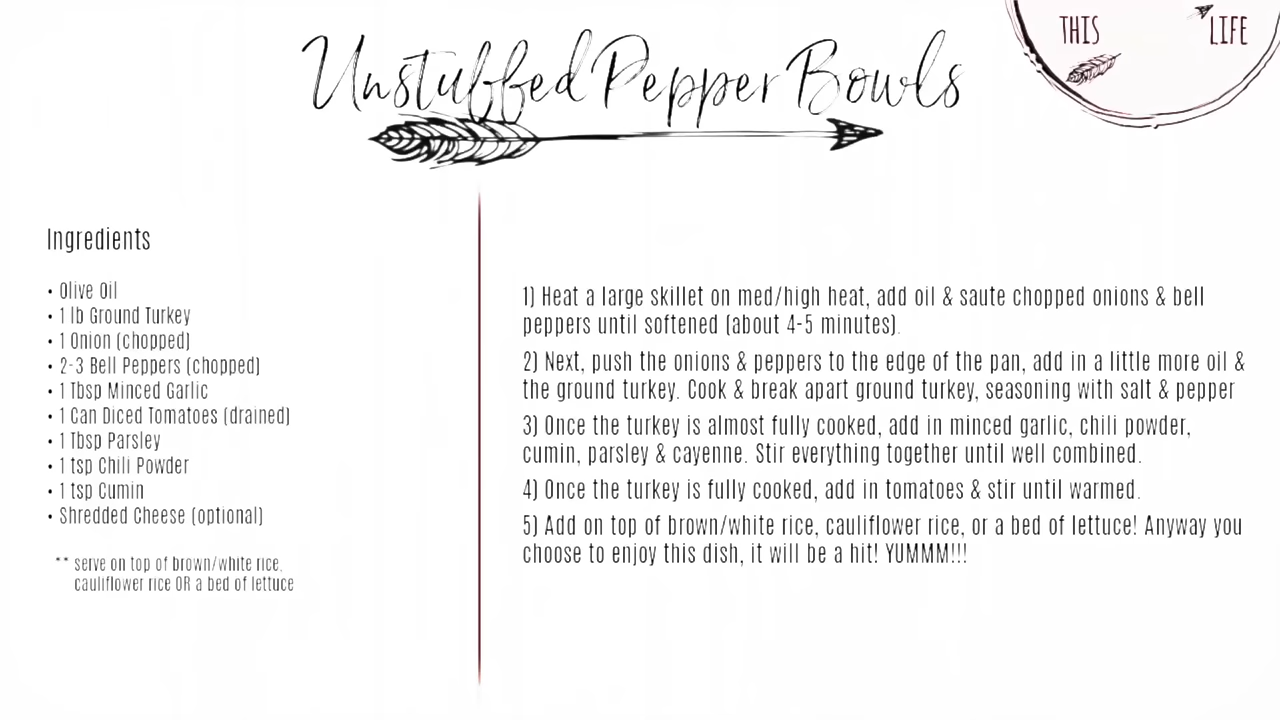 Unstuffed Pepper Bowls
THIS LIFE
Ingredients
• Olive Oil
• 1 lb Ground Turkey
• 1 Onion (chopped)
• 2-3 Bell Peppers (chopped)
• 1 Tbsp Minced Garlic
• 1 Can Diced Tomatoes (drained)
• 1 Tbsp Parsley
• 1 tsp Chili Powder
• 1 tsp Cumin
• Shredded Cheese (optional)
** serve on top of brown/white rice,
cauliflower rice OR a bed of lettuce
1) Heat a large skillet on med/high heat, add oil & saute chopped onions & bell
peppers until softened (about 4-5 minutes).
2) Next, push the onions & peppers to the edge of the pan, add in a little more oil &
the ground turkey. Cook & break apart ground turkey, seasoning with salt & pepper
3) Once the turkey is almost fully cooked, add in minced garlic, chili powder,
cumin, parsley & cayenne. Stir everything together until well combined.
4) Once the turkey is fully cooked, add in tomatoes & stir until warmed.
5) Add on top of brown/white rice, cauliflower rice, or a bed of lettuce! Anyway you
choose to enjoy this dish, it will be a hit! YUMMM!!!